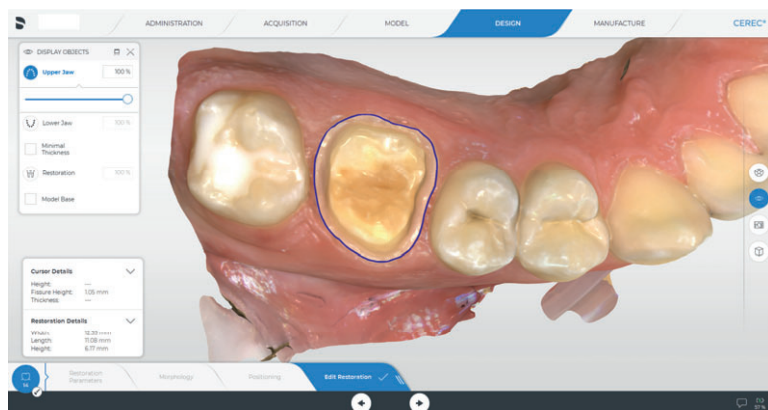 ADMINISTRATION
ACQUISITION
MODEL
DESIGN
MANUFACTURE
CEREC®
DISPLAY OBJECTS
Upper Jaw 100 %
Lower Jaw 100 %
Minimal
Thickness
Restoration 100 %
Model Base
Cursor Details
Height: ---
Fissure Height: 1.05 mm
Thickness: ---
Restoration Details
Length: 11.08 mm
Height: 6.17 mm
Restoration
Parameters
Morphology
Positioning
Edit Restoration